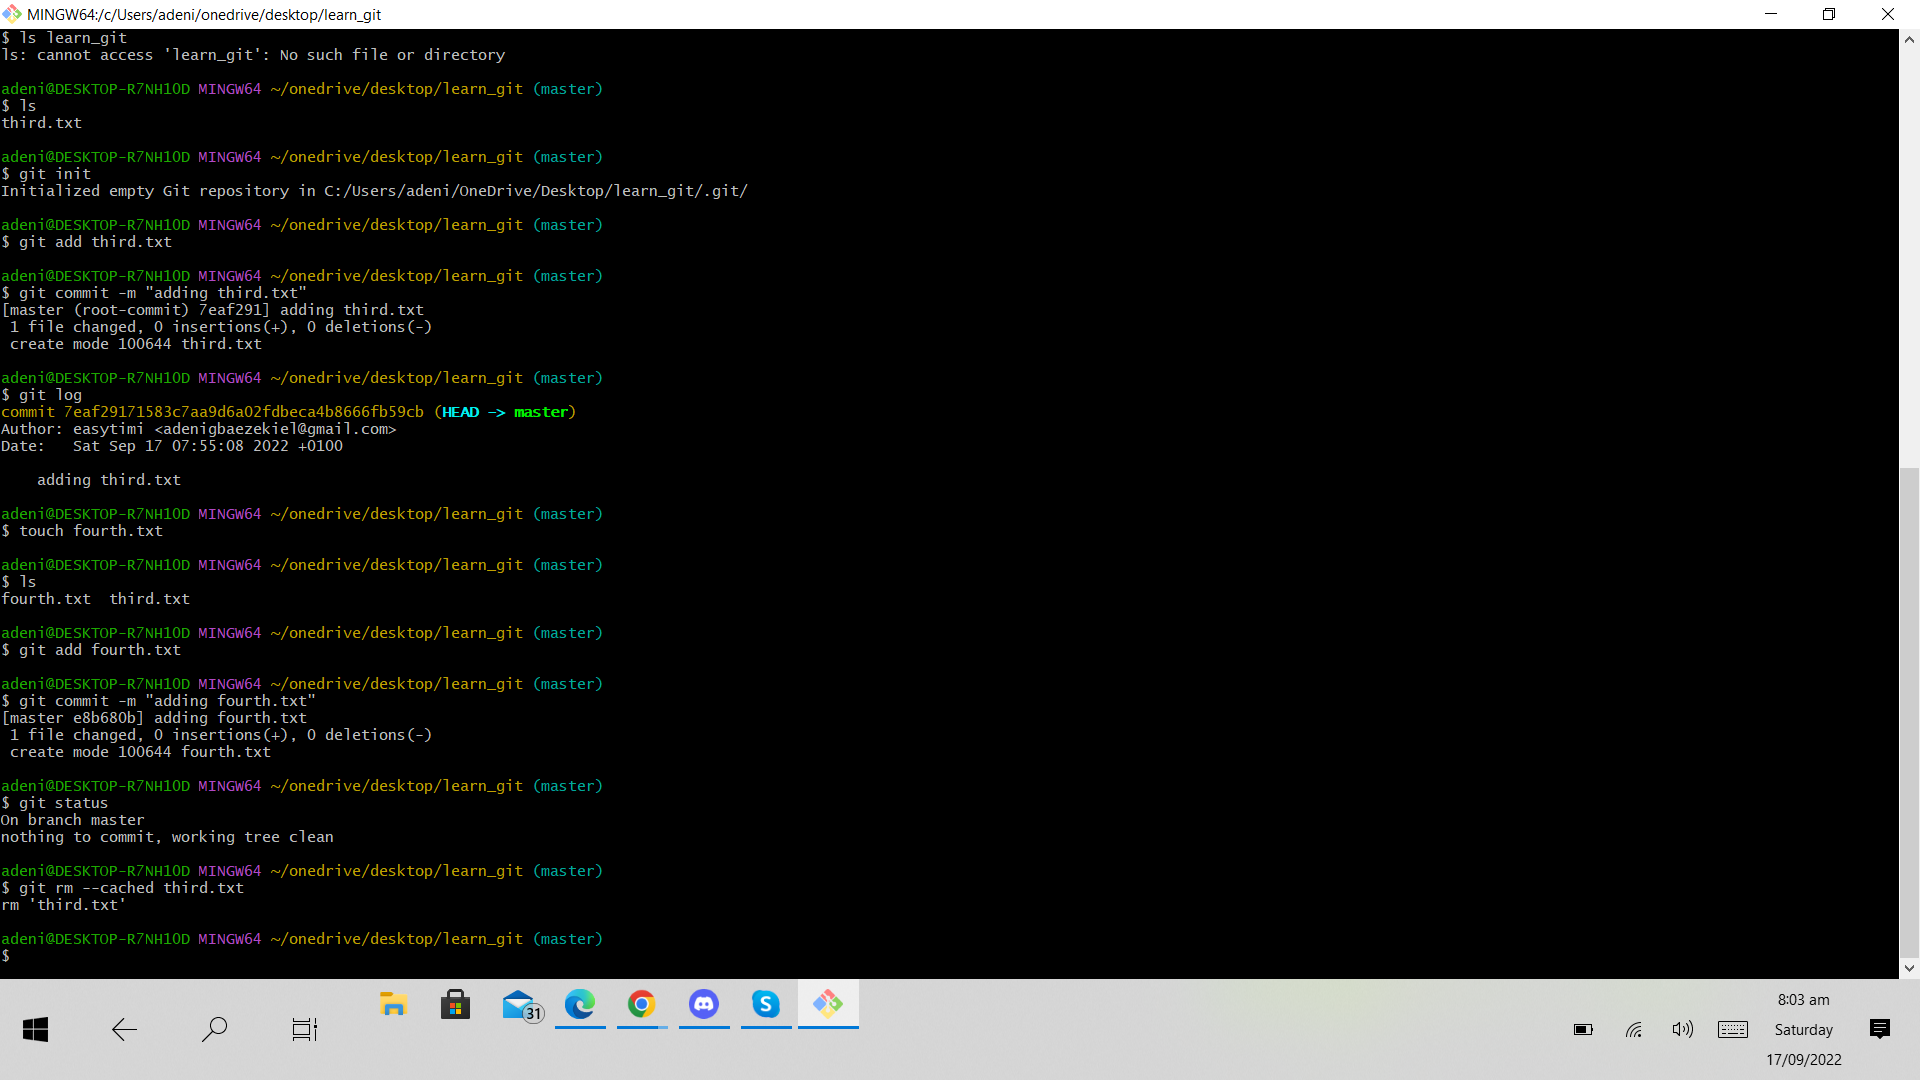 MINGW64:/c/Users/adeni/onedrive/desktop/learn_git
$ ls learn_git
ls: cannot access 'learn_git': No such file or directory
adeni@DESKTOP-R7NH1OD MINGW64 ~/onedrive/desktop/learn_git (master)
$ ls
third.txt
adeni@DESKTOP-R7NH1OD MINGW64 ~/onedrive/desktop/learn_git (master)
$ git init
Initialized empty Git repository in C:/Users/adeni/OneDrive/Desktop/learn_git/.git/
adeni@DESKTOP-R7NH1OD MINGW64 ~/onedrive/desktop/learn_git (master)
$ git add third.txt
adeni@DESKTOP-R7NH1OD MINGW64 ~/onedrive/desktop/learn_git (master)
$ git commit -m "adding third.txt"
[master (root-commit) 7eaf291] adding third.txt
1 file changed, 0 insertions(+), 0 deletions(-)
create mode 100644 third.txt
adeni@DESKTOP-R7NH1OD MINGW64 ~/onedrive/desktop/learn_git (master)
$ git log
commit 7eaf29171583c7aa9d6a02fdbeca4b8666fb59cb (HEAD -> master)
Author: easytimi <adenigbaezekiel@gmail.com>
Date:   Sat Sep 17 07:55:08 2022 +0100
adding third.txt
adeni@DESKTOP-R7NH1OD MINGW64 ~/onedrive/desktop/learn_git (master)
$ touch fourth.txt
adeni@DESKTOP-R7NH1OD MINGW64 ~/onedrive/desktop/learn_git (master)
$ ls
fourth.txt  third.txt
adeni@DESKTOP-R7NH1OD MINGW64 ~/onedrive/desktop/learn_git (master)
$ git add fourth.txt
adeni@DESKTOP-R7NH1OD MINGW64 ~/onedrive/desktop/learn_git (master)
$ git commit -m "adding fourth.txt"
[master e8b680b] adding fourth.txt
1 file changed, 0 insertions(+), 0 deletions(-)
create mode 100644 fourth.txt
adeni@DESKTOP-R7NH1OD MINGW64 ~/onedrive/desktop/learn_git (master)
$ git status
On branch master
nothing to commit, working tree clean
adeni@DESKTOP-R7NH1OD MINGW64 ~/onedrive/desktop/learn_git (master)
$ git rm --cached third.txt
rm 'third.txt'
adeni@DESKTOP-R7NH1OD MINGW64 ~/onedrive/desktop/learn_git (master)
$
31
S
8:03 am
Saturday
17/09/2022